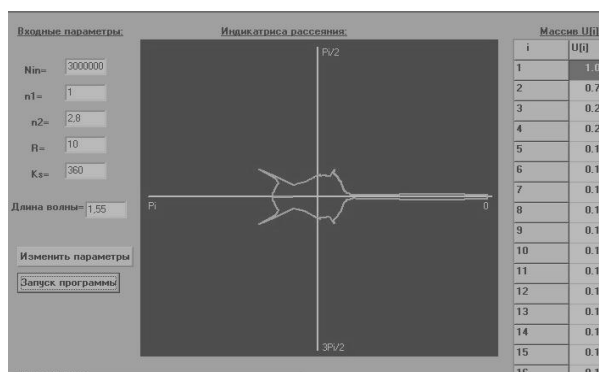 Входные параметры:
Индикатриса рассеяния:
Массив U[i]
Nin= 3000000
n1= 1
n2= 2,8
R= 10
Ks= 360
Длина волны= 1,55
Изменить параметры
Запуск программы
Pi/2
Pi
0
3Pi/2
i U[i]
1 1.0
2 0.7
3 0.2
4 0.2
5 0.1
6 0.1
7 0.1
8 0.1
9 0.1
10 0.1
11 0.1
12 0.1
13 0.1
14 0.1
15 0.1
16 0.1